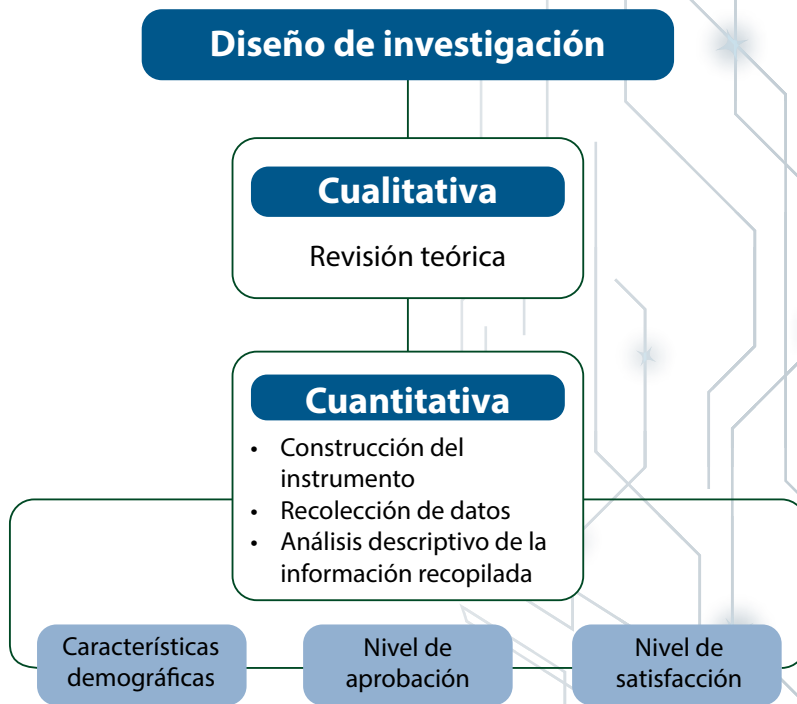 Diseño de investigación
Cualitativa
Revisión teórica
Cuantitativa
• Construcción del
instrumento
• Recolección de datos
• Análisis descriptivo de la
información recopilada
Características
demográficas
Nivel de
aprobación
Nivel de
satisfacción